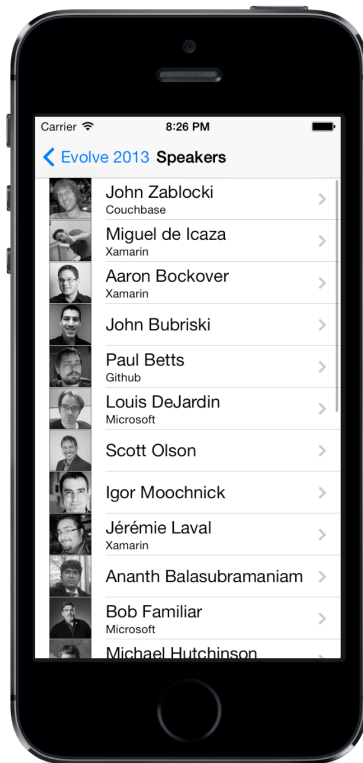 Carrier 8:26 PM
Evolve 2013 Speakers
John Zablocki
Couchbase
Miguel de Icaza
Xamarin
Aaron Bockover
Xamarin
John Bubriski
Paul Betts
Github
Louis DeJardin
Microsoft
Scott Olson
Igor Moochnick
Jérémie Laval
Xamarin
Ananth Balasubramaniam
Bob Familiar
Microsoft
Michael Hutchinson